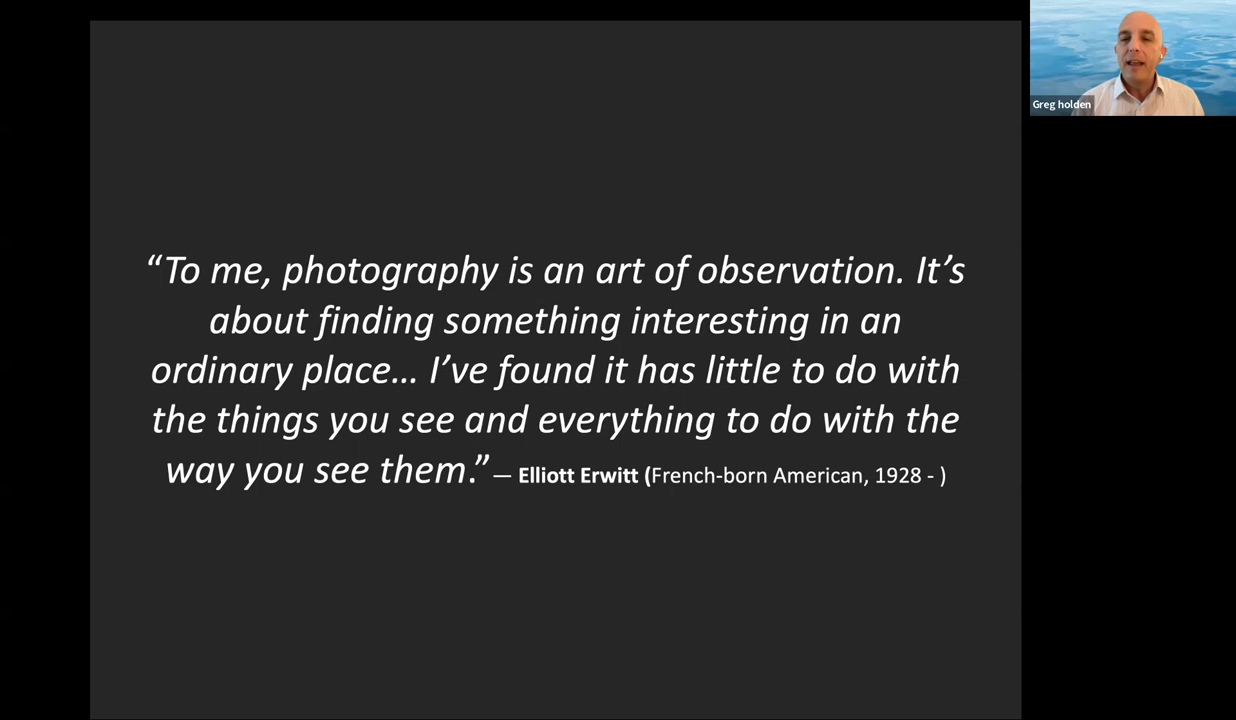 “To me, photography is an art of observation. It’s
about finding something interesting in an
ordinary place… I’ve found it has little to do with
the things you see and everything to do with the
way you see them.” — Elliott Erwitt (French-born American, 1928 - )
Greg holden